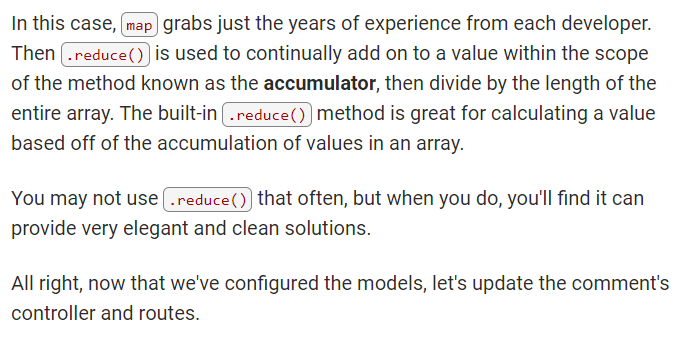 In this case, map grabs just the years of experience from each developer.
Then .reduce() is used to continually add on to a value within the scope
of the method known as the accumulator, then divide by the length of the
entire array. The built-in .reduce() method is great for calculating a value
based off of the accumulation of values in an array.
You may not use .reduce() that often, but when you do, you'll find it can
provide very elegant and clean solutions.
All right, now that we've configured the models, let's update the comment's
controller and routes.